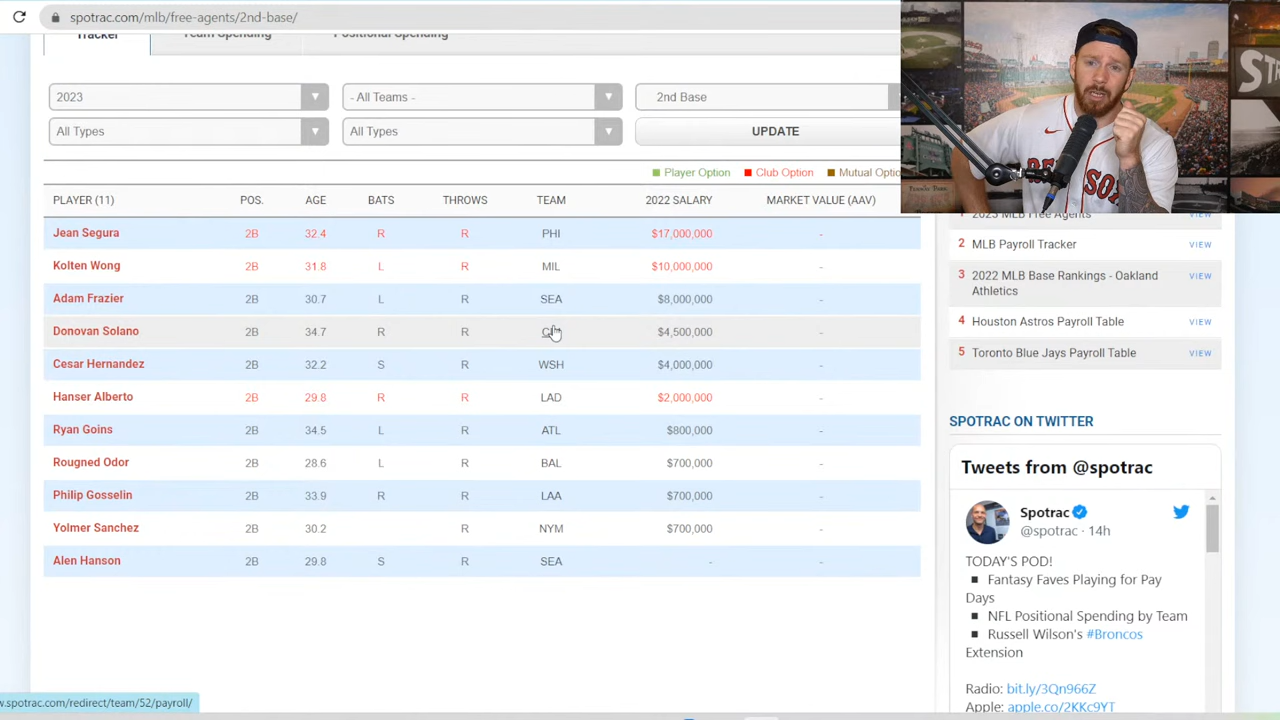 spotrac.com/mlb/free-agents/2nd-base/
Tracker Team Spending Positional Spending
2023 - All Teams - 2nd Base
All Types All Types UPDATE
Player Option Club Option Mutual
PLAYER (11) POS. AGE BATS THROWS TEAM 2022 SALARY MARKET VALUE (AAV)
Jean Segura 2B 32.4 R R PHI $17,000,000 -
Kolten Wong 2B 31.8 L R MIL $10,000,000 -
Adam Frazier 2B 30.7 L R SEA $8,000,000 -
Donovan Solano 2B 34.7 R R $4,500,000 -
Cesar Hernandez 2B 32.2 S R WSH $4,000,000 -
Hanser Alberto 2B 29.8 R R LAD $2,000,000 -
Ryan Goins 2B 34.5 L R ATL $800,000 -
Rougned Odor 2B 28.6 L R BAL $700,000 -
Philip Gosselin 2B 33.9 R R LAA $700,000 -
Yolmer Sanchez 2B 30.2 R NYM $700,000 -
Alen Hanson 2B 29.8 S R SEA - -
1 2023 MLB Free Agents VIEW
2 MLB Payroll Tracker VIEW
3 2022 MLB Base Rankings - Oakland VIEW
Athletics
4 Houston Astros Payroll Table VIEW
5 Toronto Blue Jays Payroll Table VIEW
SPOTRAC ON TWITTER
Tweets from @spotrac
Spotrac
@spotrac · 14h
TODAY'S POD!
▪ Fantasy Faves Playing for Pay
Days
▪ NFL Positional Spending by Team
▪ Russell Wilson's #Broncos
Extension
Radio: bit.ly/3Qn966Z
Apple: apple.co/2KKc9YT
w.spotrac.com/redirect/team/52/payroll/